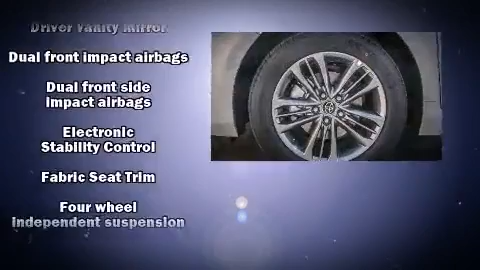 Driver Vanity Mirror
Dual front impact airbags
Dual front side
impact airbags
Electronic
Stability Control
Fabric Seat Trim
Four wheel
independent suspension